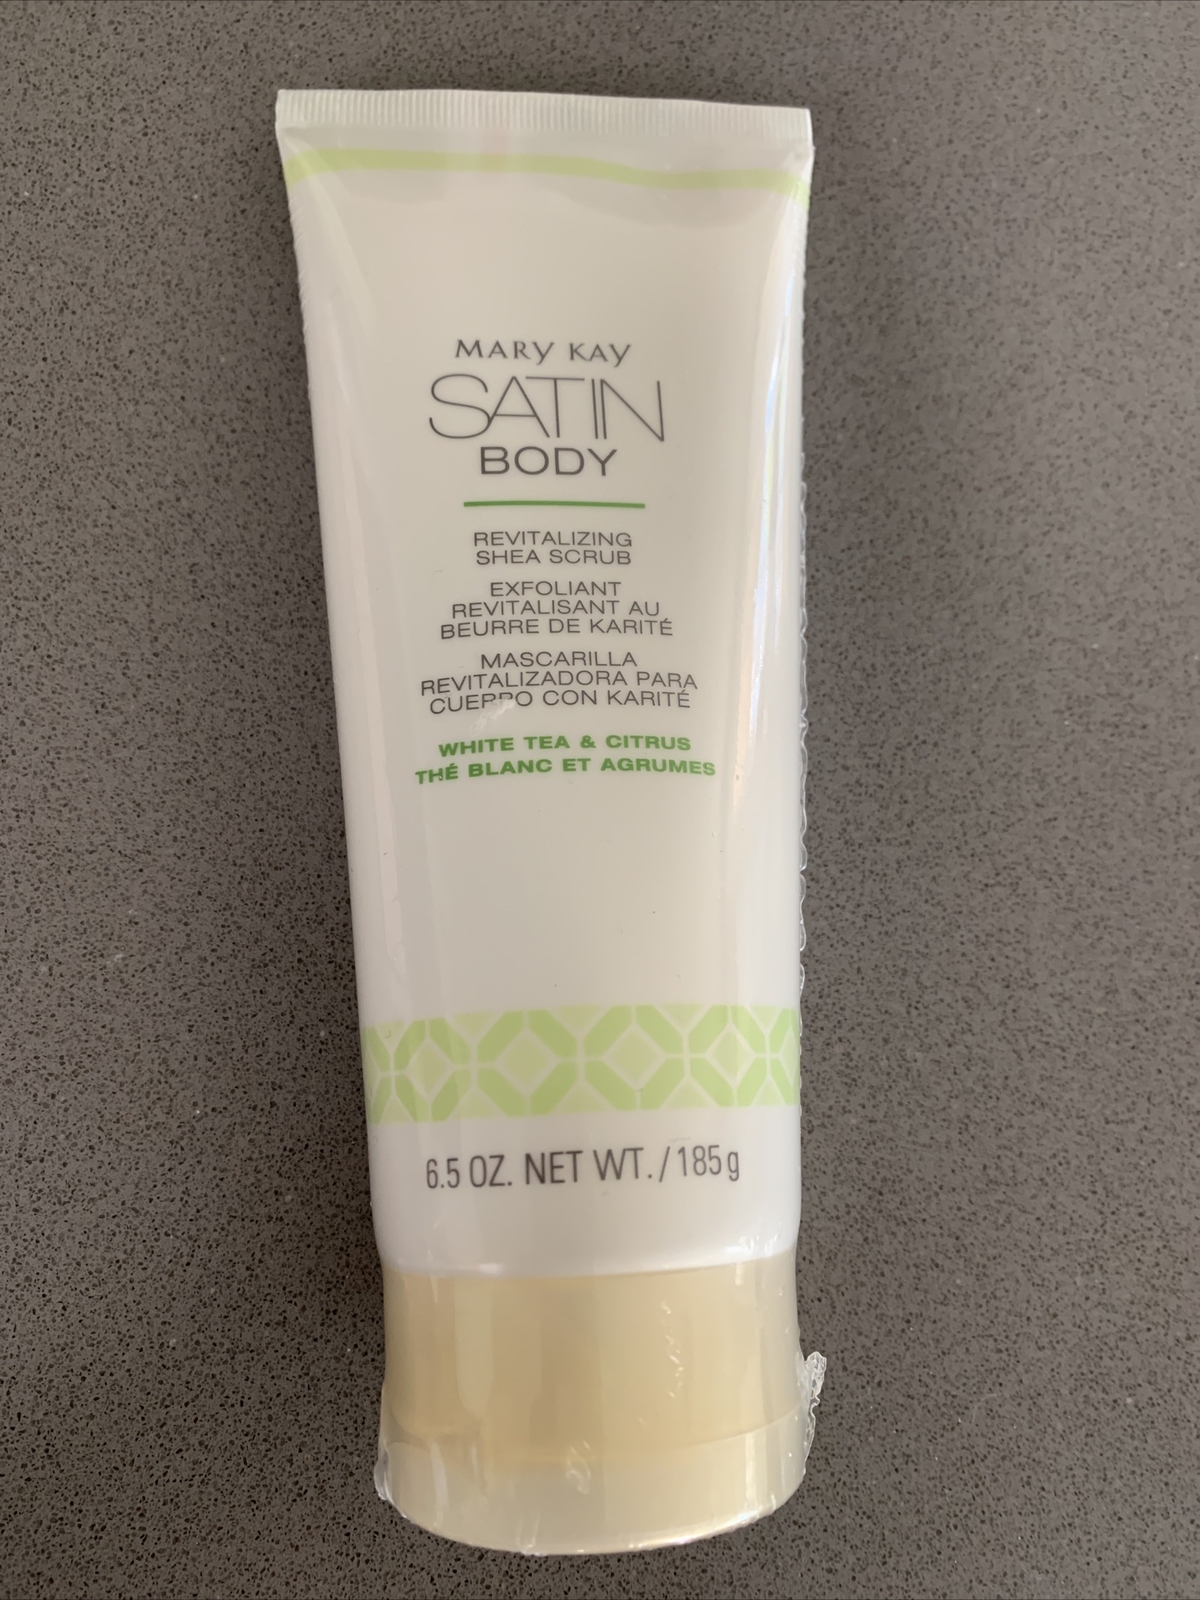 MARY KAY
SATIN
BODY
REVITALIZING
SHEA SCRUB
EXFOLIANT
REVITALISANT AU
BEURRE DE KARITÉ
MASCARILLA
REVITALIZADORA PARA
CUERPO CON KARITÉ
WHITE TEA & CITRUS
THÉ BLANC ET AGRUMES
6.5 OZ. NET WT. / 185 g